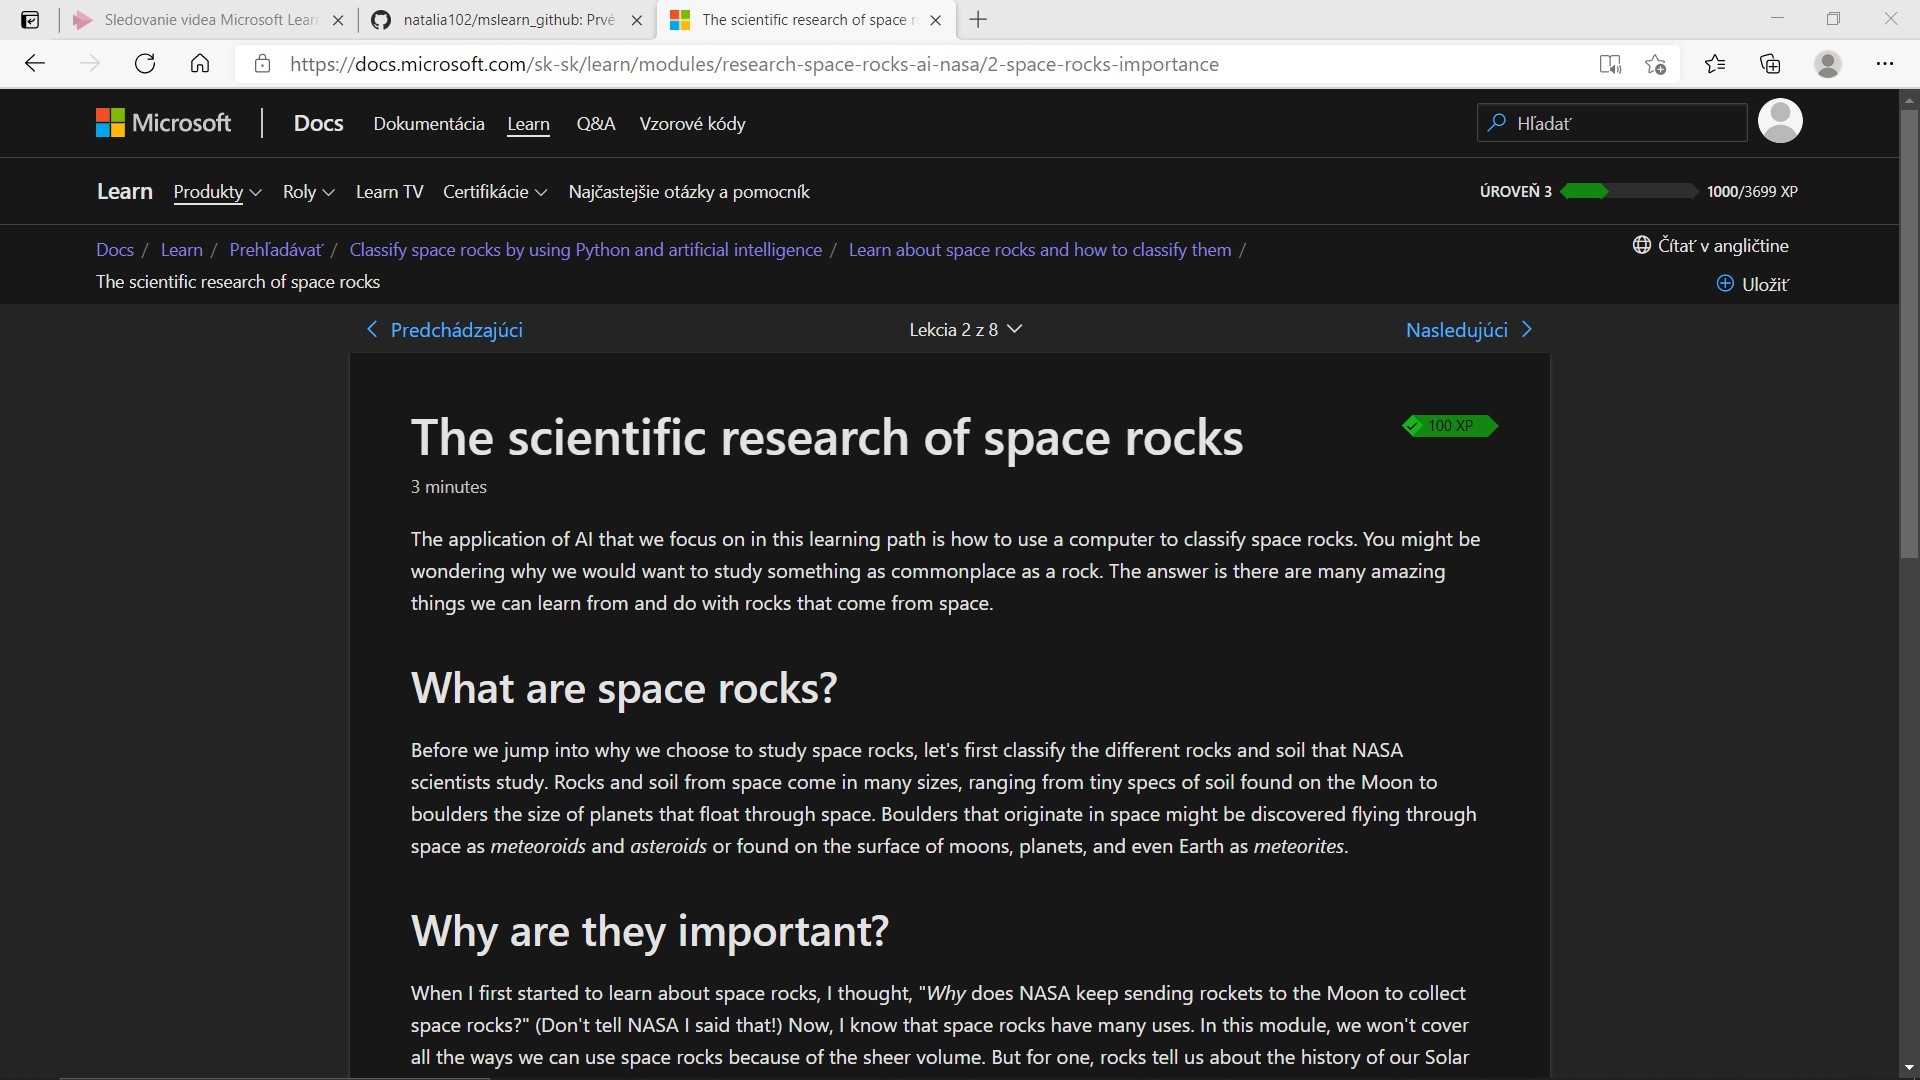 Sledovanie videa Microsoft Lear
natalia102/mslearn_github: Prvé
The scientific research of space r
https://docs.microsoft.com/sk-sk/learn/modules/research-space-rocks-ai-nasa/2-space-rocks-importance
Microsoft
Docs Dokumentácia Learn Q&A Vzorové kódy
Hľadať
Learn Produkty Roly Learn TV Certifikácie Najčastejšie otázky a pomocník
ÚROVEŇ 3 1000/3699 XP
Docs / Learn / Prehľadávať / Classify space rocks by using Python and artificial intelligence / Learn about space rocks and how to classify them /
The scientific research of space rocks
Čítať v angličtine
Uložiť
Predchádzajúci
Lekcia 2 z 8
Nasledujúci
The scientific research of space rocks
100 XP
3 minutes
The application of AI that we focus on in this learning path is how to use a computer to classify space rocks. You might be
wondering why we would want to study something as commonplace as a rock. The answer is there are many amazing
things we can learn from and do with rocks that come from space.
What are space rocks?
Before we jump into why we choose to study space rocks, let's first classify the different rocks and soil that NASA
scientists study. Rocks and soil from space come in many sizes, ranging from tiny specs of soil found on the Moon to
boulders the size of planets that float through space. Boulders that originate in space might be discovered flying through
space as meteoroids and asteroids or found on the surface of moons, planets, and even Earth as meteorites.
Why are they important?
When I first started to learn about space rocks, I thought, "Why does NASA keep sending rockets to the Moon to collect
space rocks?" (Don't tell NASA I said that!) Now, I know that space rocks have many uses. In this module, we won't cover
all the ways we can use space rocks because of the sheer volume. But for one, rocks tell us about the history of our Solar